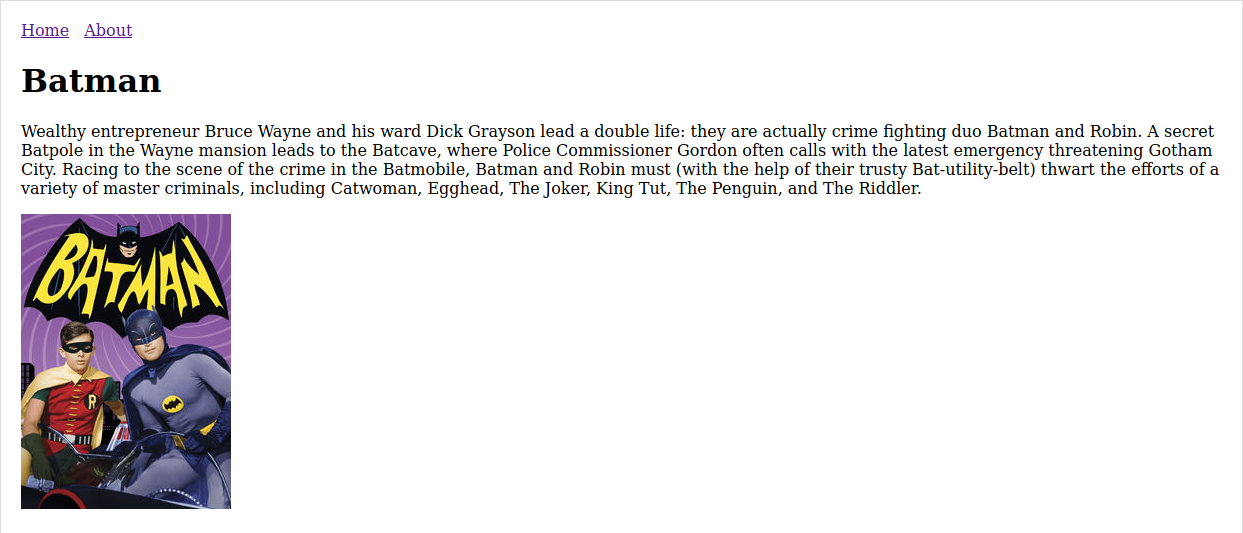 Home About
Batman
Wealthy entrepreneur Bruce Wayne and his ward Dick Grayson lead a double life: they are actually crime fighting duo Batman and Robin. A secret
Batpole in the Wayne mansion leads to the Batcave, where Police Commissioner Gordon often calls with the latest emergency threatening Gotham
City. Racing to the scene of the crime in the Batmobile, Batman and Robin must (with the help of their trusty Bat-utility-belt) thwart the efforts of a
variety of master criminals, including Catwoman, Egghead, The Joker, King Tut, The Penguin, and The Riddler.
BATMAN
R